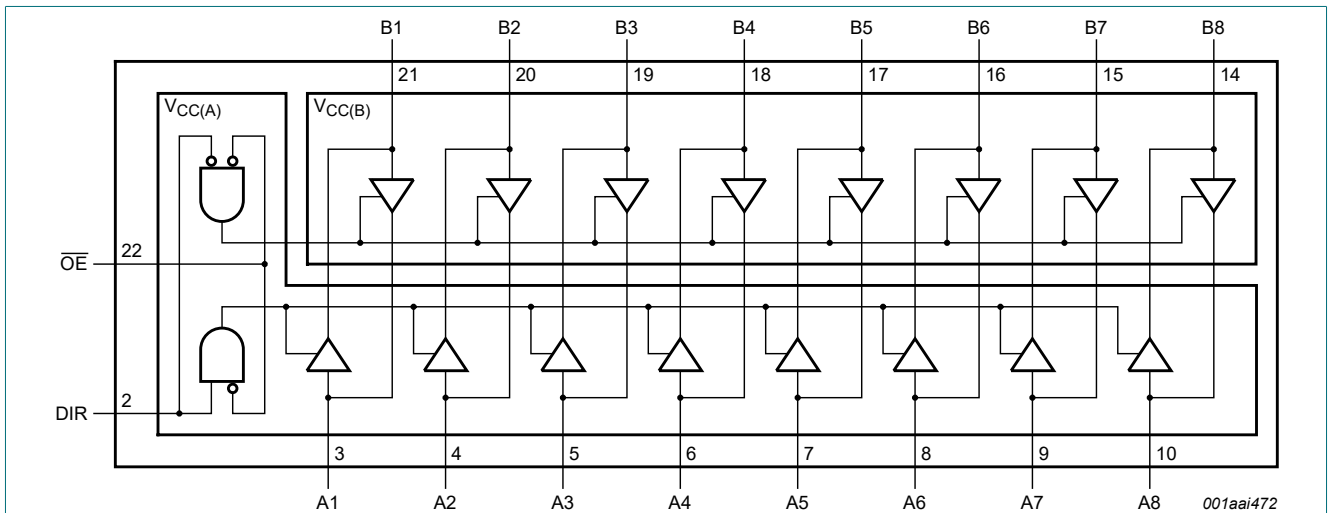 B1 B2 B3 B4 B5 B6 B7 B8
21 20 19 18 17 16 15 14
VCC(A) VCC(B)
OE 22
DIR 2
3 4 5 6 7 8 9 10
A1 A2 A3 A4 A5 A6 A7 A8 001aai472